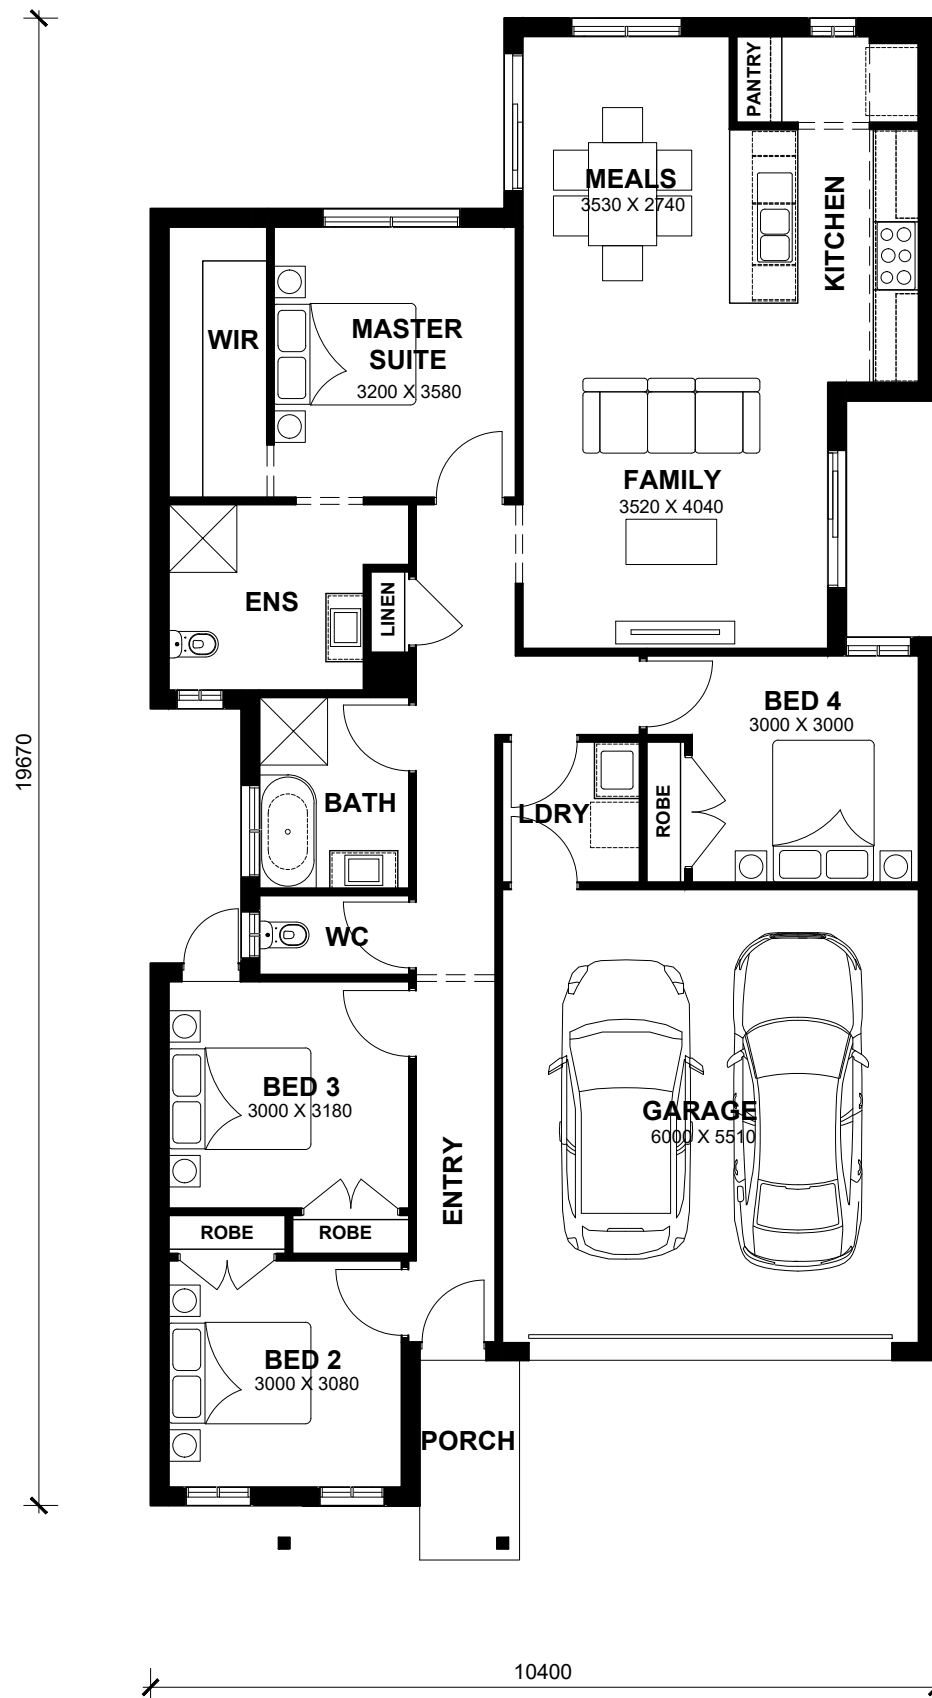 PANTRY
MEALS
3530 X 2740
KITCHEN
WIR
MASTER
SUITE
3200 X 3580
FAMILY
3520 X 4040
ENS
LINEN
BED 4
3000 X 3000
19670
BATH
LDRY
ROBE
WC
BED 3
3000 X 3180
GARAGE
6000 X 5510
ENTRY
ROBE
ROBE
BED 2
3000 X 3080
PORCH
10400